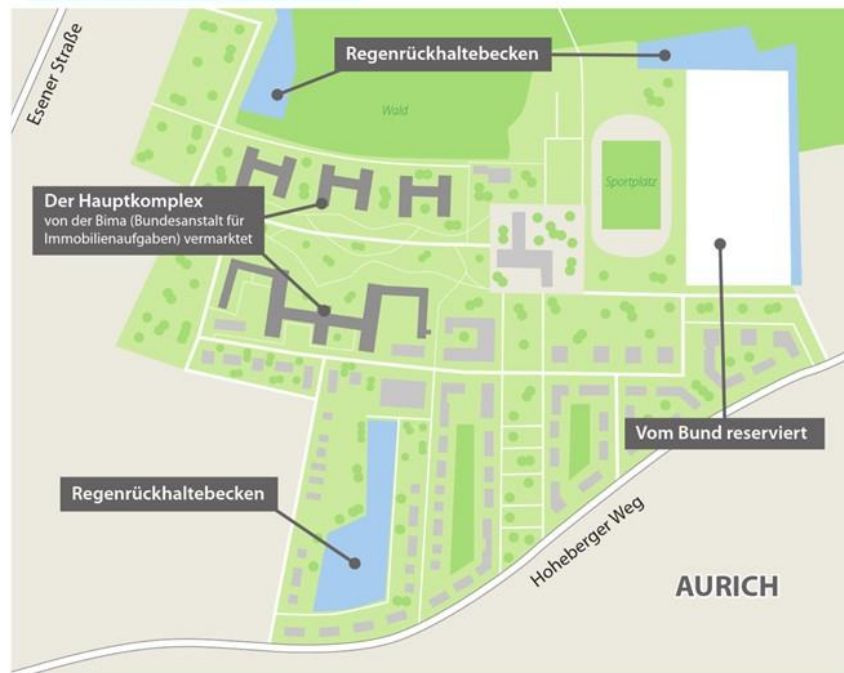 Regenrückhaltebecken
Esener Straße
Wald
Sportplatz
Der Hauptkomplex
von der Bima (Bundesanstalt für
Immobilienaufgaben) vermarktet
Vom Bund reserviert
Regenrückhaltebecken
Hoheberger Weg
AURICH